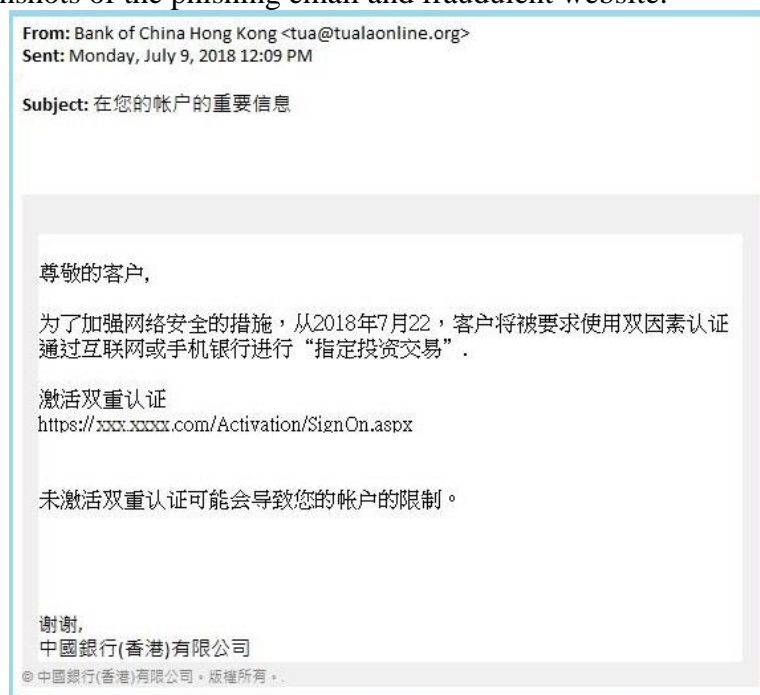 nshots of the phishing email and fraudulent website.
From: Bank of China Hong Kong <tua@tualaonline.org>
Sent: Monday, July 9, 2018 12:09 PM
Subject: 在您的帐户的重要信息
尊敬的客户,
为了加强网络安全的措施，从2018年7月22，客户将被要求使用双因素认证
通过互联网或手机银行进行“指定投资交易”.
激活双重认证
https://xxx.xxxx.com/Activation/SignOn.aspx
未激活双重认证可能会导致您的帐户的限制。
谢谢,
中國銀行(香港)有限公司
© 中國銀行(香港)有限公司。版權所有。.